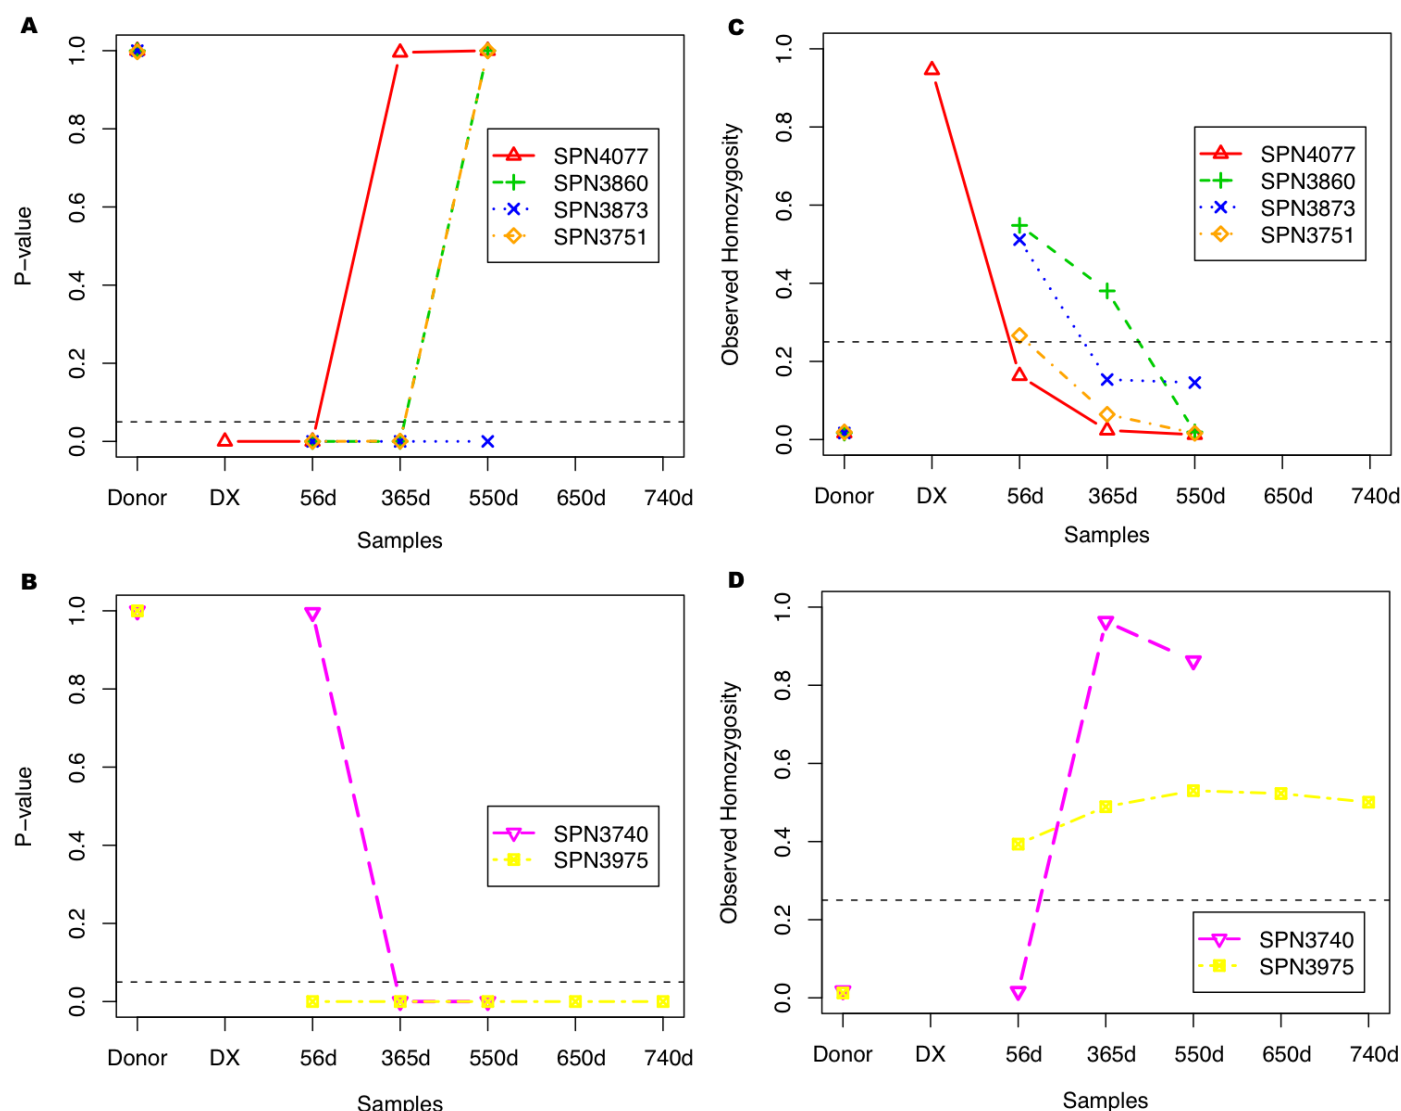 A
P-value
1.0
0.8
0.6
0.4
0.2
0.0
SPN4077
SPN3860
SPN3873
SPN3751
Donor DX 56d 365d 550d 650d 740d
Samples
C
Observed Homozygosity
1.0
0.8
0.6
0.4
0.2
0.0
SPN4077
SPN3860
SPN3873
SPN3751
Donor DX 56d 365d 550d 650d 740d
Samples
B
P-value
1.0
0.8
0.6
0.4
0.2
0.0
SPN3740
SPN3975
Donor DX 56d 365d 550d 650d 740d
Samples
D
Observed Homozygosity
1.0
0.8
0.6
0.4
0.2
0.0
SPN3740
SPN3975
Donor DX 56d 365d 550d 650d 740d
Samples